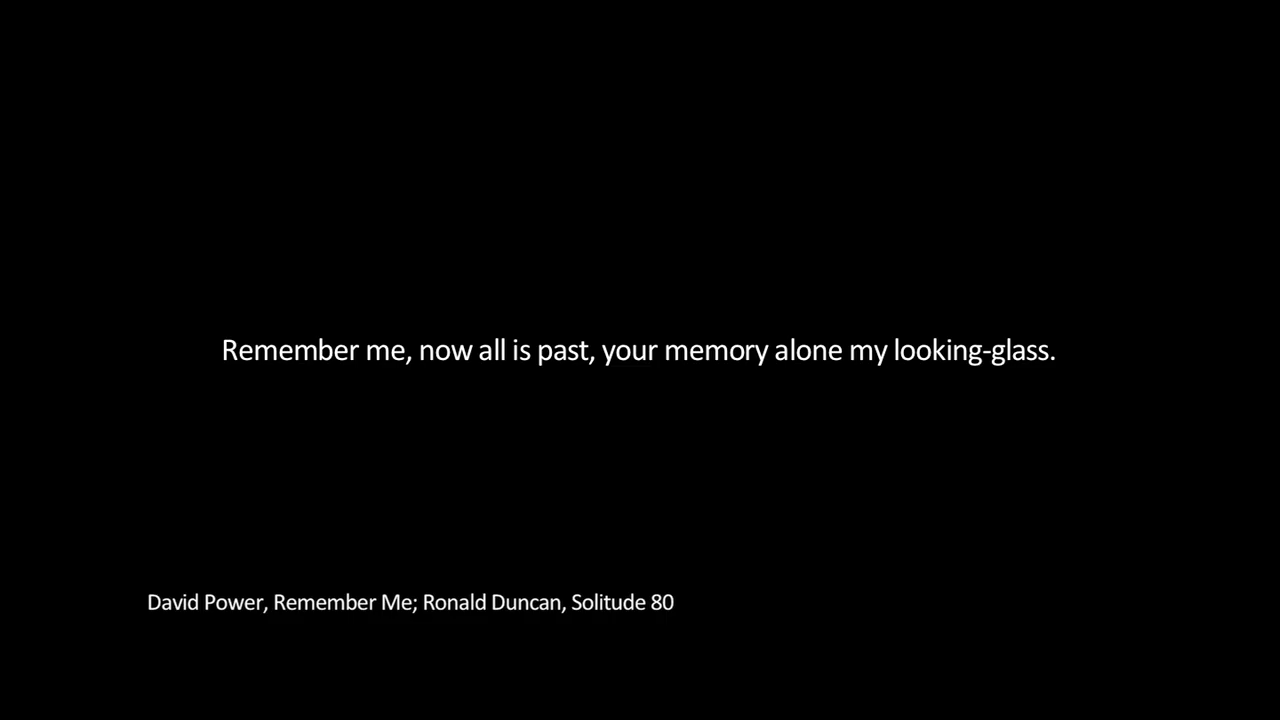 Remember me, now all is past, your memory alone my looking-glass.
David Power, Remember Me; Ronald Duncan, Solitude 80